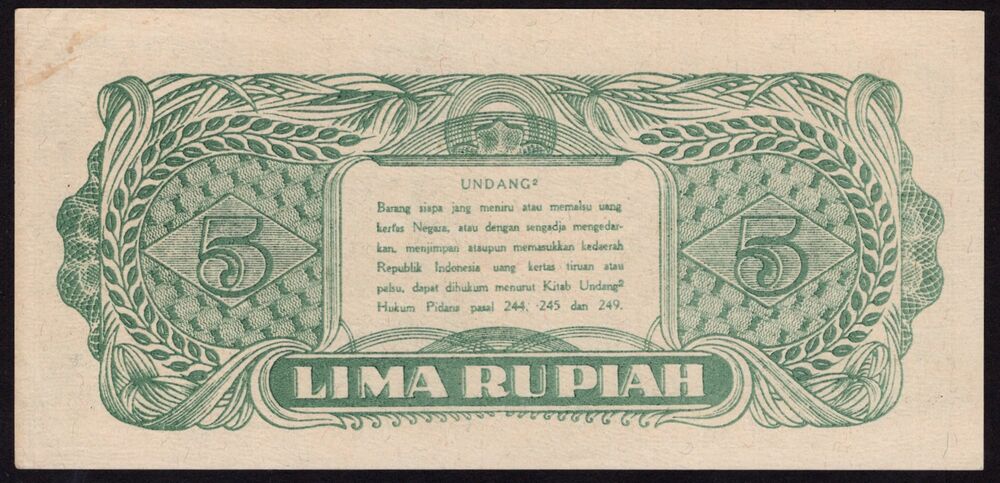 UNDANG²
Barang siapa jang meniru atau memalsu uang
kertas Negara, atau dengan sengadja mengedar-
kan, menjimpan ataupun memasukkan kedaerah
Republik Indonesia uang kertas tiruan atau
palsu, dapat dihukum menurut Kitab Undang²
Hukum Pidana pasal 244, 245 dan 249.
5 5
LIMA RUPIAH